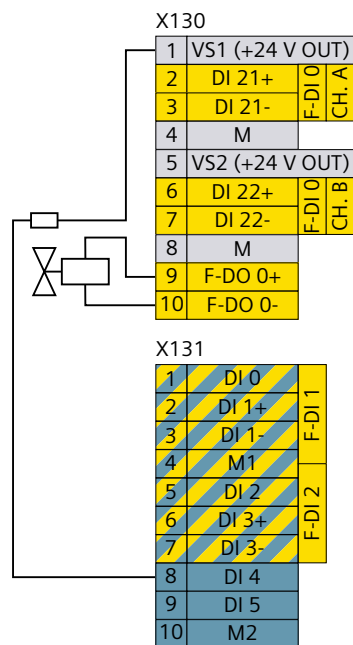 X130
1 VS1 (+24 V OUT)
2 DI 21+
3 DI 21-
F-DI 0
CH. A
4 M
5 VS2 (+24 V OUT)
6 DI 22+
7 DI 22-
F-DI 0
CH. B
8 M
9 F-DO 0+
10 F-DO 0-
X131
1 DI 0
2 DI 1+
3 DI 1-
4 M1
F-DI 1
5 DI 2
6 DI 3+
7 DI 3-
F-DI 2
8 DI 4
9 DI 5
10 M2